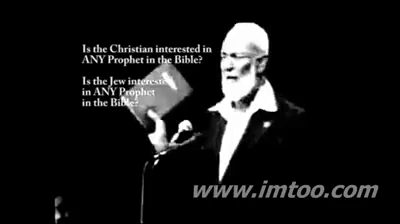 Is the Christian interested in
ANY Prophet in the Bible?
Is the Jew interested
in ANY Prophet
in the Bible?
www.imtoo.com